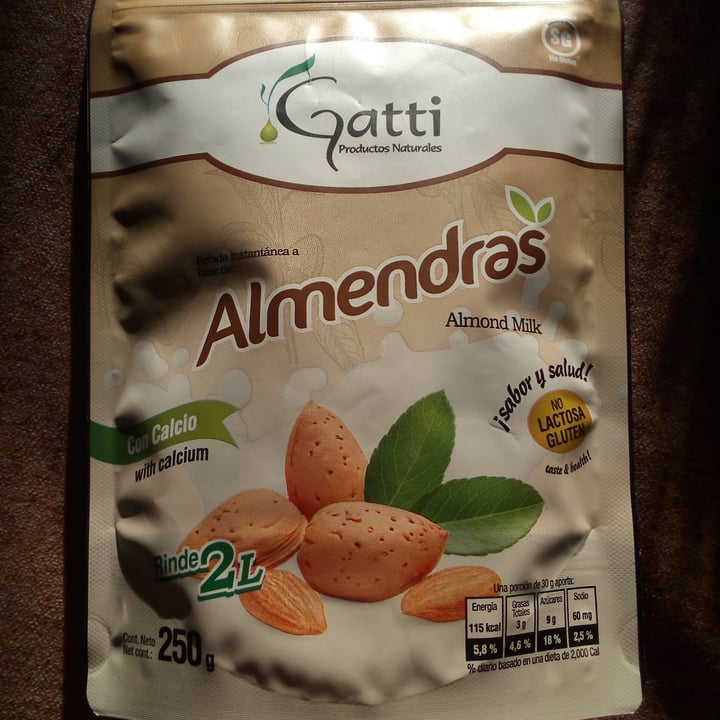 SG
Sin Gluten
Gatti
Productos Naturales
Bebida instantánea a
base de:
Almendras
Almond Milk
¡sabor y salud!
NO
LACTOSA
GLUTEN
taste & health!
Con Calcio
with calcium
Rinde 2L
Cont. Neto
Net cont.: 250 g
Una porción de 30 g aporta:
Energía Grasas Totales Azúcares Sodio
115 kcal 3 g 9 g 60 mg
5,8 % 4,6 % 18 % 2,5 %
% diario basado en una dieta de 2,000 Cal